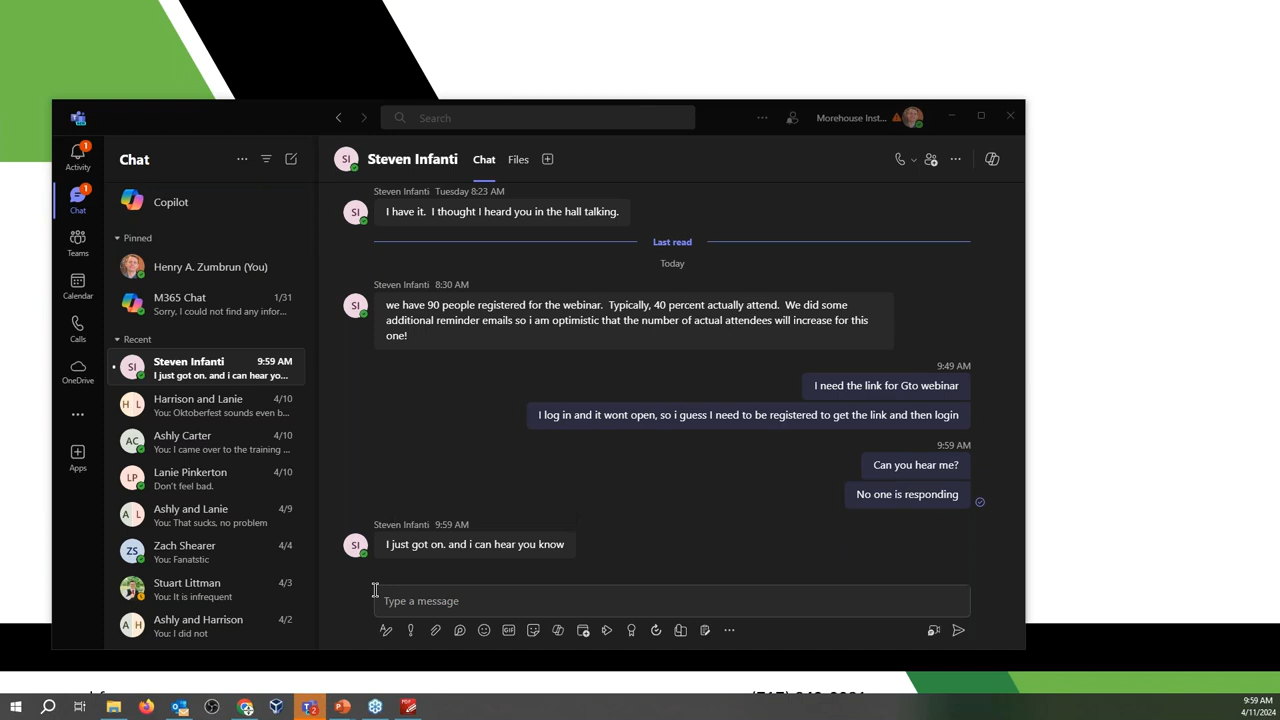 Search
Morehouse Inst...
1
Activity
1
Chat
Teams
Calendar
Calls
OneDrive
Apps
Chat
Copilot
Pinned
Henry A. Zumbrun (You)
M365 Chat 1/31
Sorry, I could not find any infor...
Recent
SI
Steven Infanti 9:59 AM
I just got on. and i can hear yo...
H L
Harrison and Lanie 4/10
You: Oktoberfest sounds even b...
AC
Ashly Carter 4/10
You: I came over to the training ...
LP
Lanie Pinkerton 4/10
Don't feel bad.
A L
Ashly and Lanie 4/9
You: That sucks, no problem
ZS
Zach Shearer 4/4
You: Fanatstic
Stuart Littman 4/3
You: It is infrequent
A H
Ashly and Harrison 4/2
You: I did not
SI
Steven Infanti Chat Files
Steven Infanti Tuesday 8:23 AM
SI
I have it. I thought I heard you in the hall talking.
Last read
Today
Steven Infanti 8:30 AM
SI
we have 90 people registered for the webinar. Typically, 40 percent actually attend. We did some
additional reminder emails so i am optimistic that the number of actual attendees will increase for this
one!
9:49 AM
I need the link for Gto webinar
I log in and it wont open, so i guess I need to be registered to get the link and then login
9:59 AM
Can you hear me?
No one is responding
Steven Infanti 9:59 AM
SI
I just got on. and i can hear you know
Type a message
GIF
9:59 AM
4/11/2024